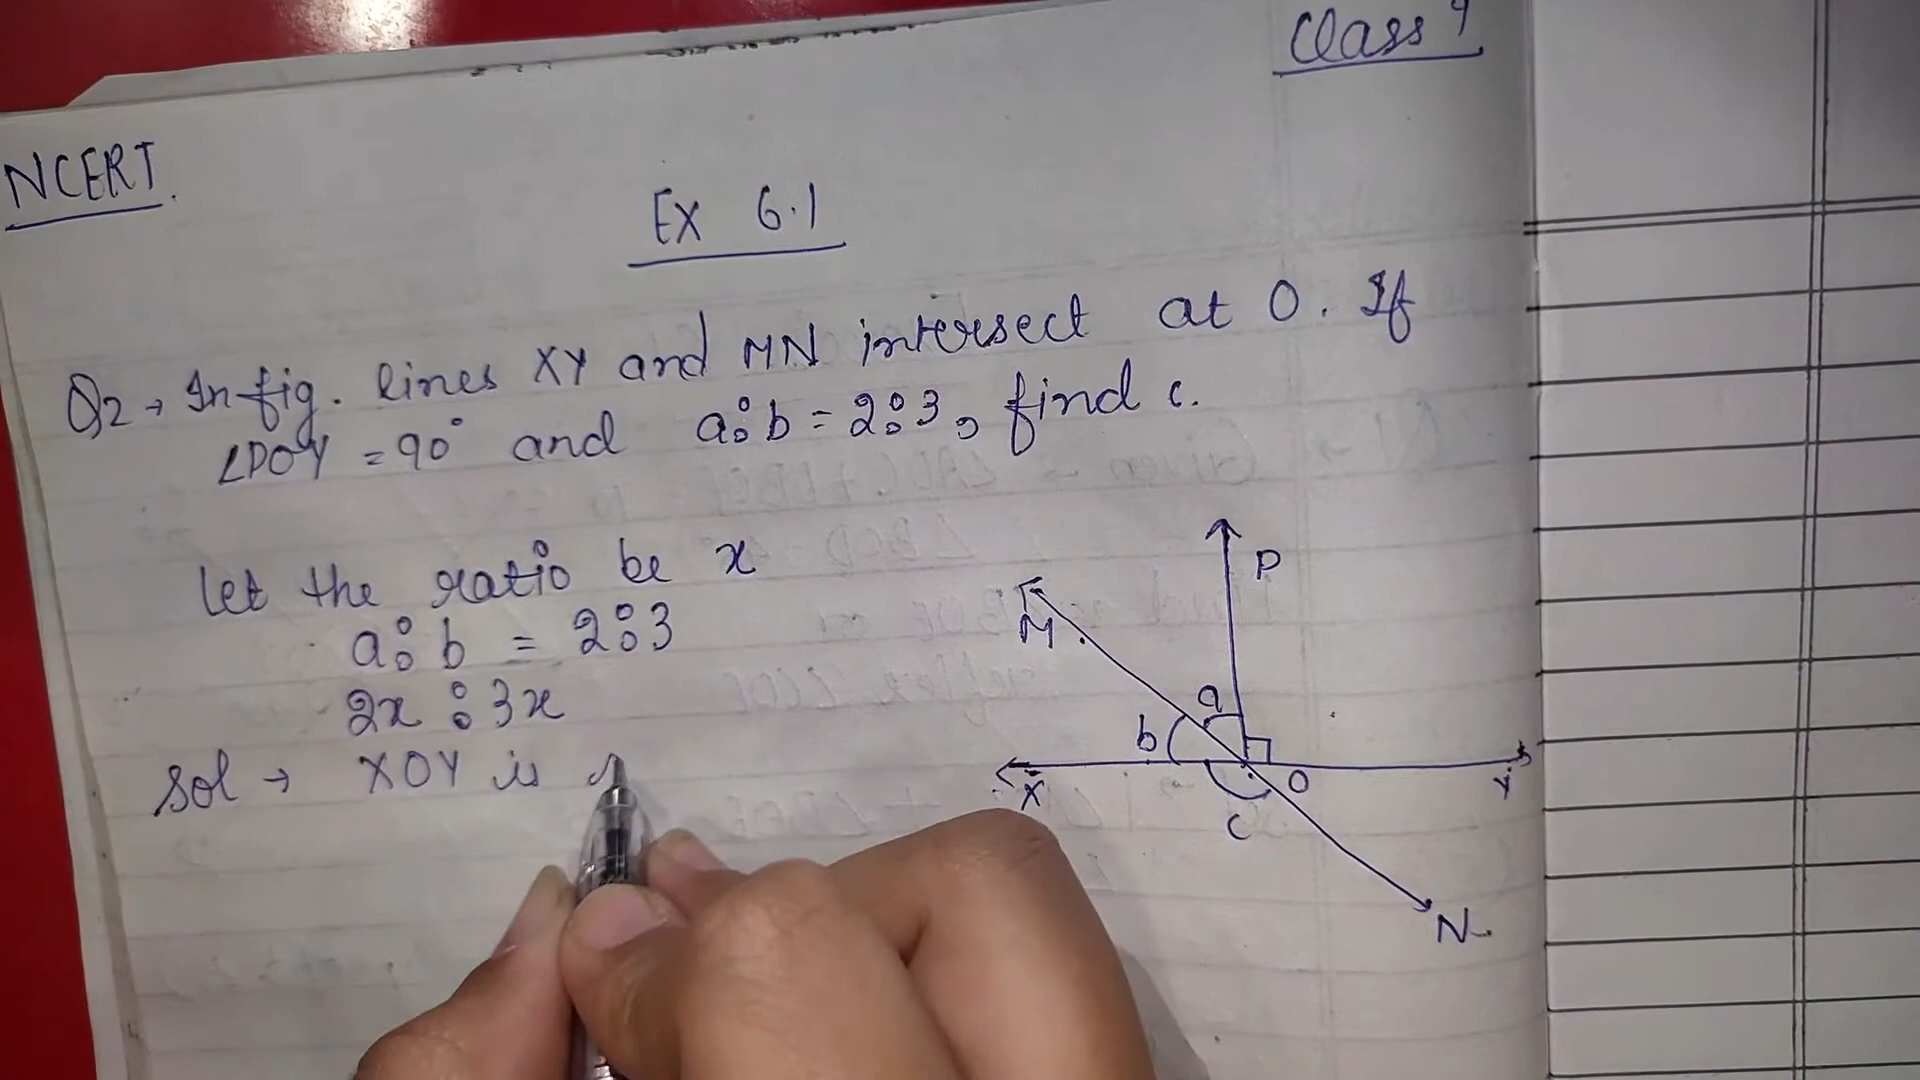 Class 9
NCERT.
Ex 6.1
Q2 → In fig. lines XY and MN intersect at O. If
∠POY = 90° and a:b = 2:3, find c.
let the ratio be x
a:b = 2:3
2x : 3x
Sol → XOY is
P
M
a
b
X
O
Y
C
N